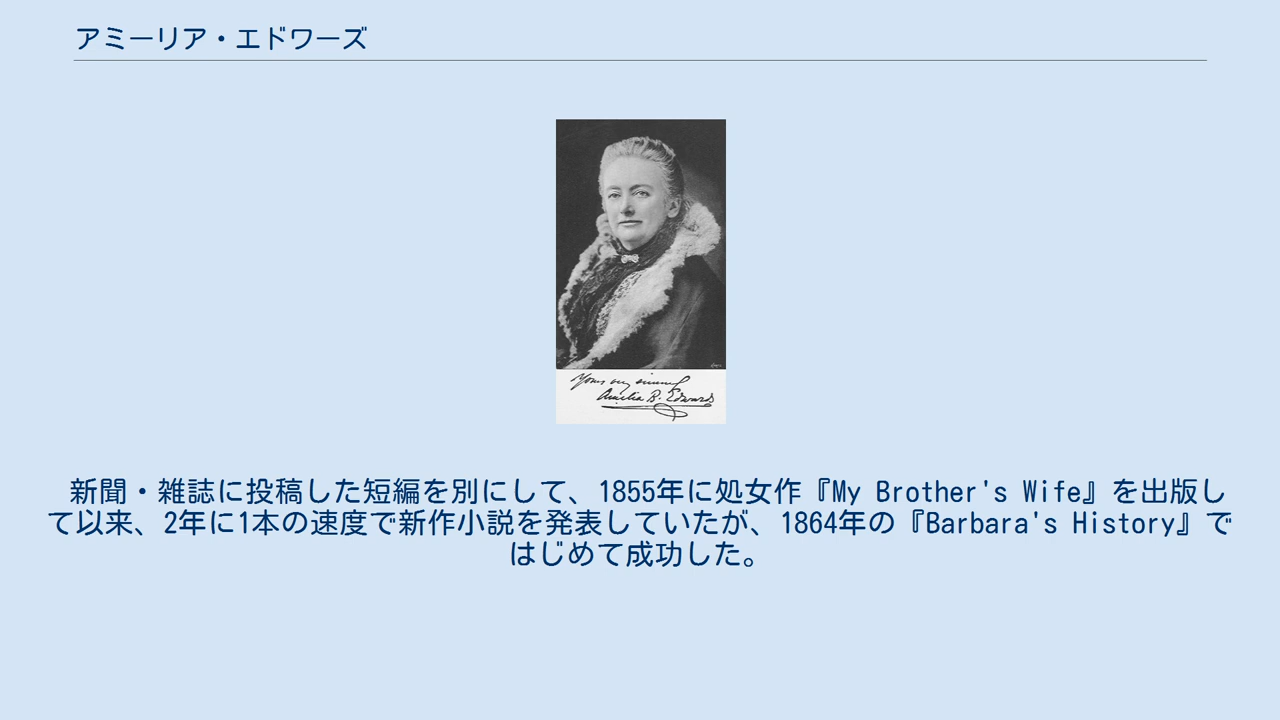 アミーリア・エドワーズ
Amelia B. Edwards
新聞・雑誌に投稿した短編を別にして、1855年に処女作『My Brother's Wife』を出版し
て以来、2年に1本の速度で新作小説を発表していたが、1864年の『Barbara's History』で
はじめて成功した。